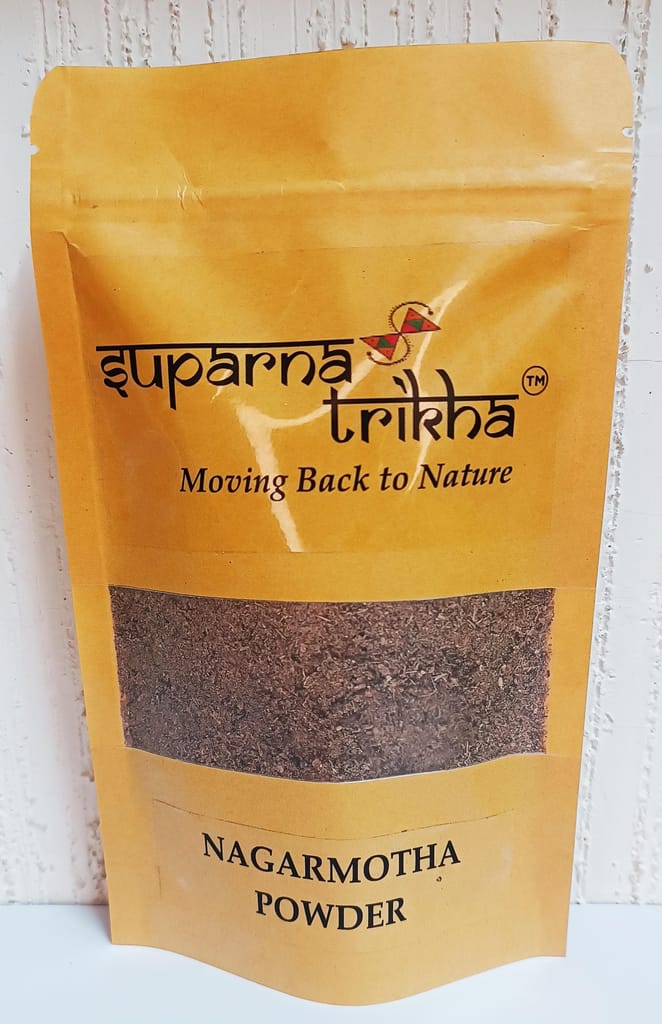 suparna
trikha TM
Moving Back to Nature
NAGARMOTHA
POWDER